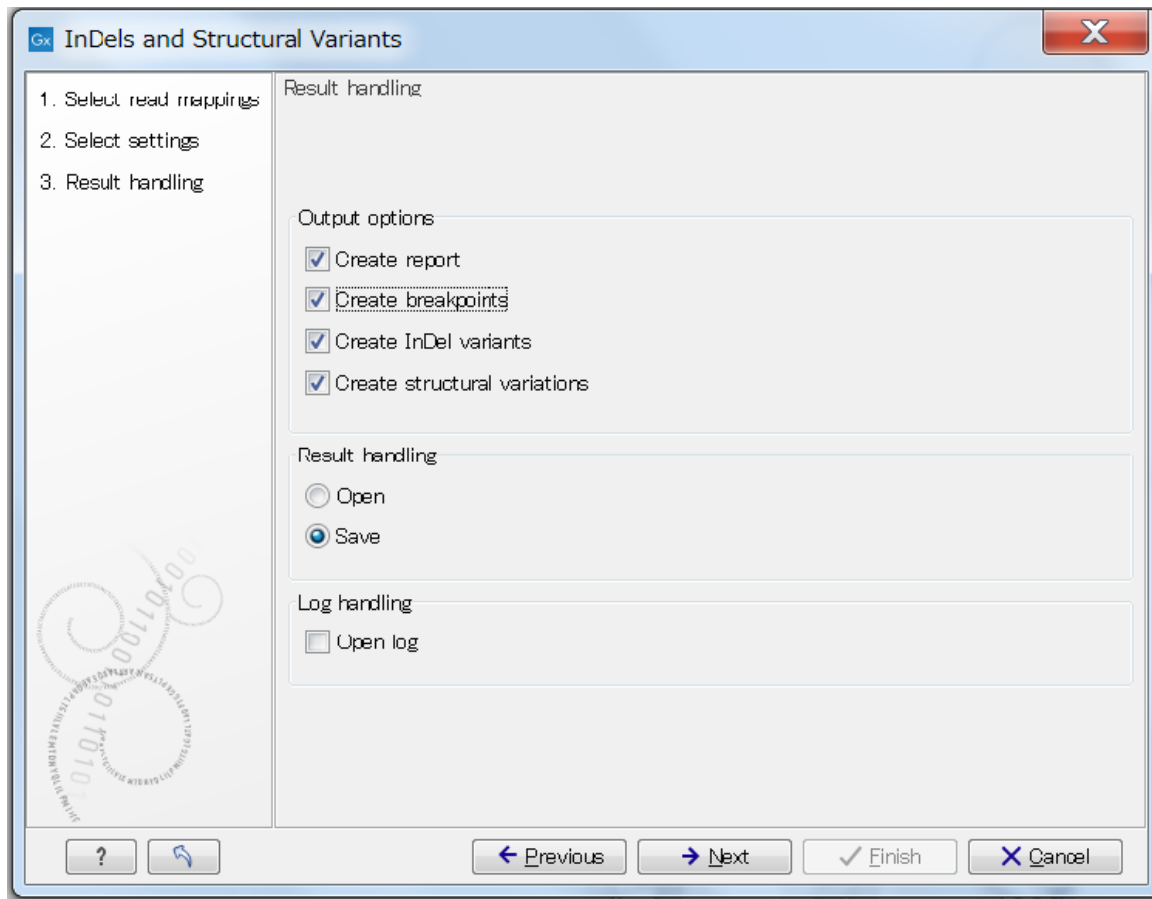 Gx InDels and Structural Variants
X
1. Select read mappings
2. Select settings
3. Result handling
Result handling
Output options
Create report
Create breakpoints
Create InDel variants
Create structural variations
Result handling
Open
Save
Log handling
Open log
?
Previous
Next
Finish
Cancel